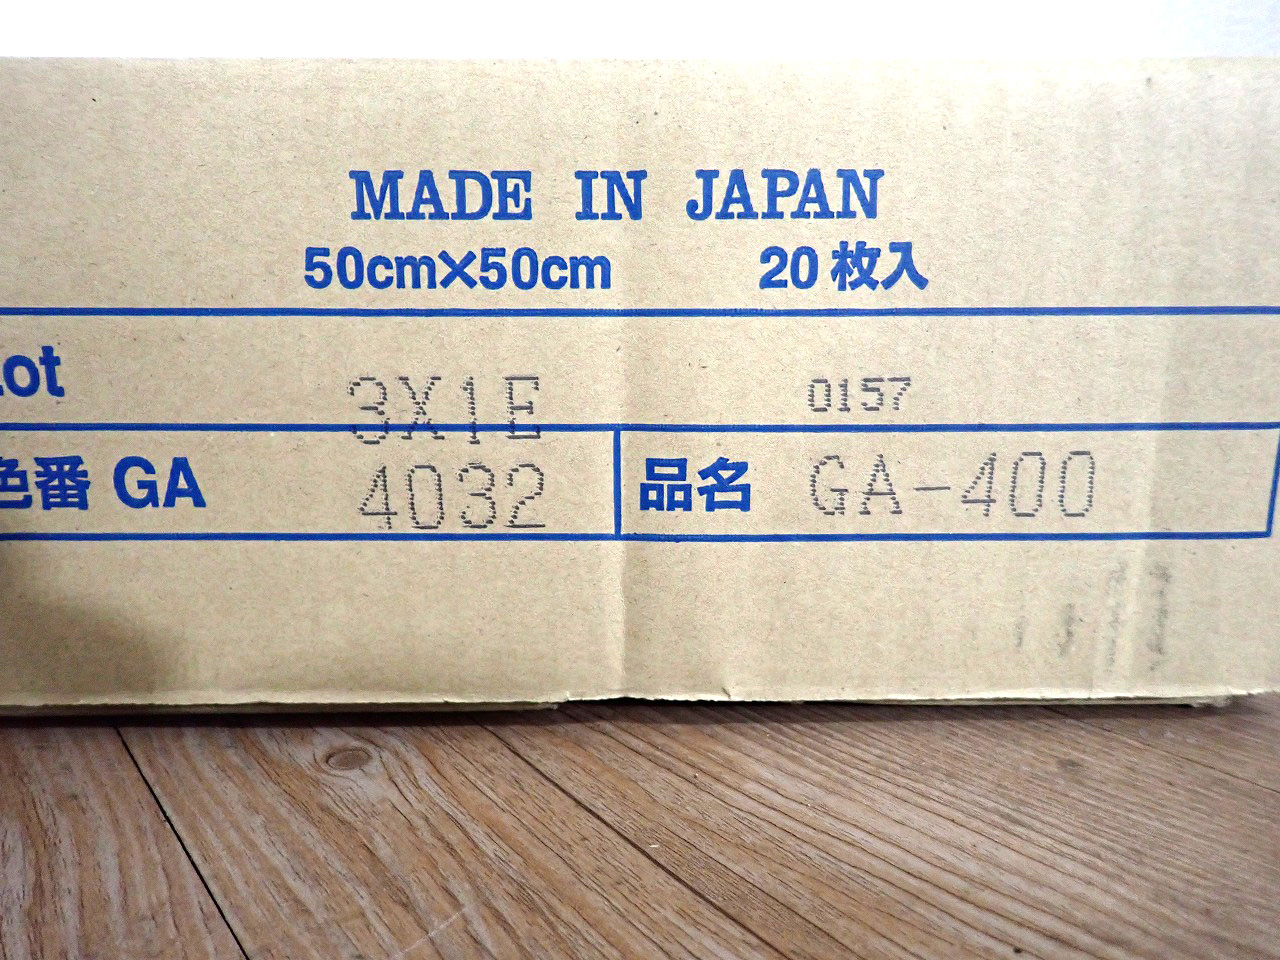 MADE IN JAPAN
50cm×50cm 20枚入
Lot 3X1E 0157
色番 GA 4032 品名 GA-400